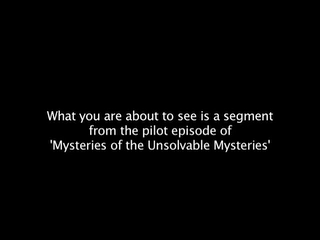 What you are about to see is a segment
from the pilot episode of
'Mysteries of the Unsolvable Mysteries'